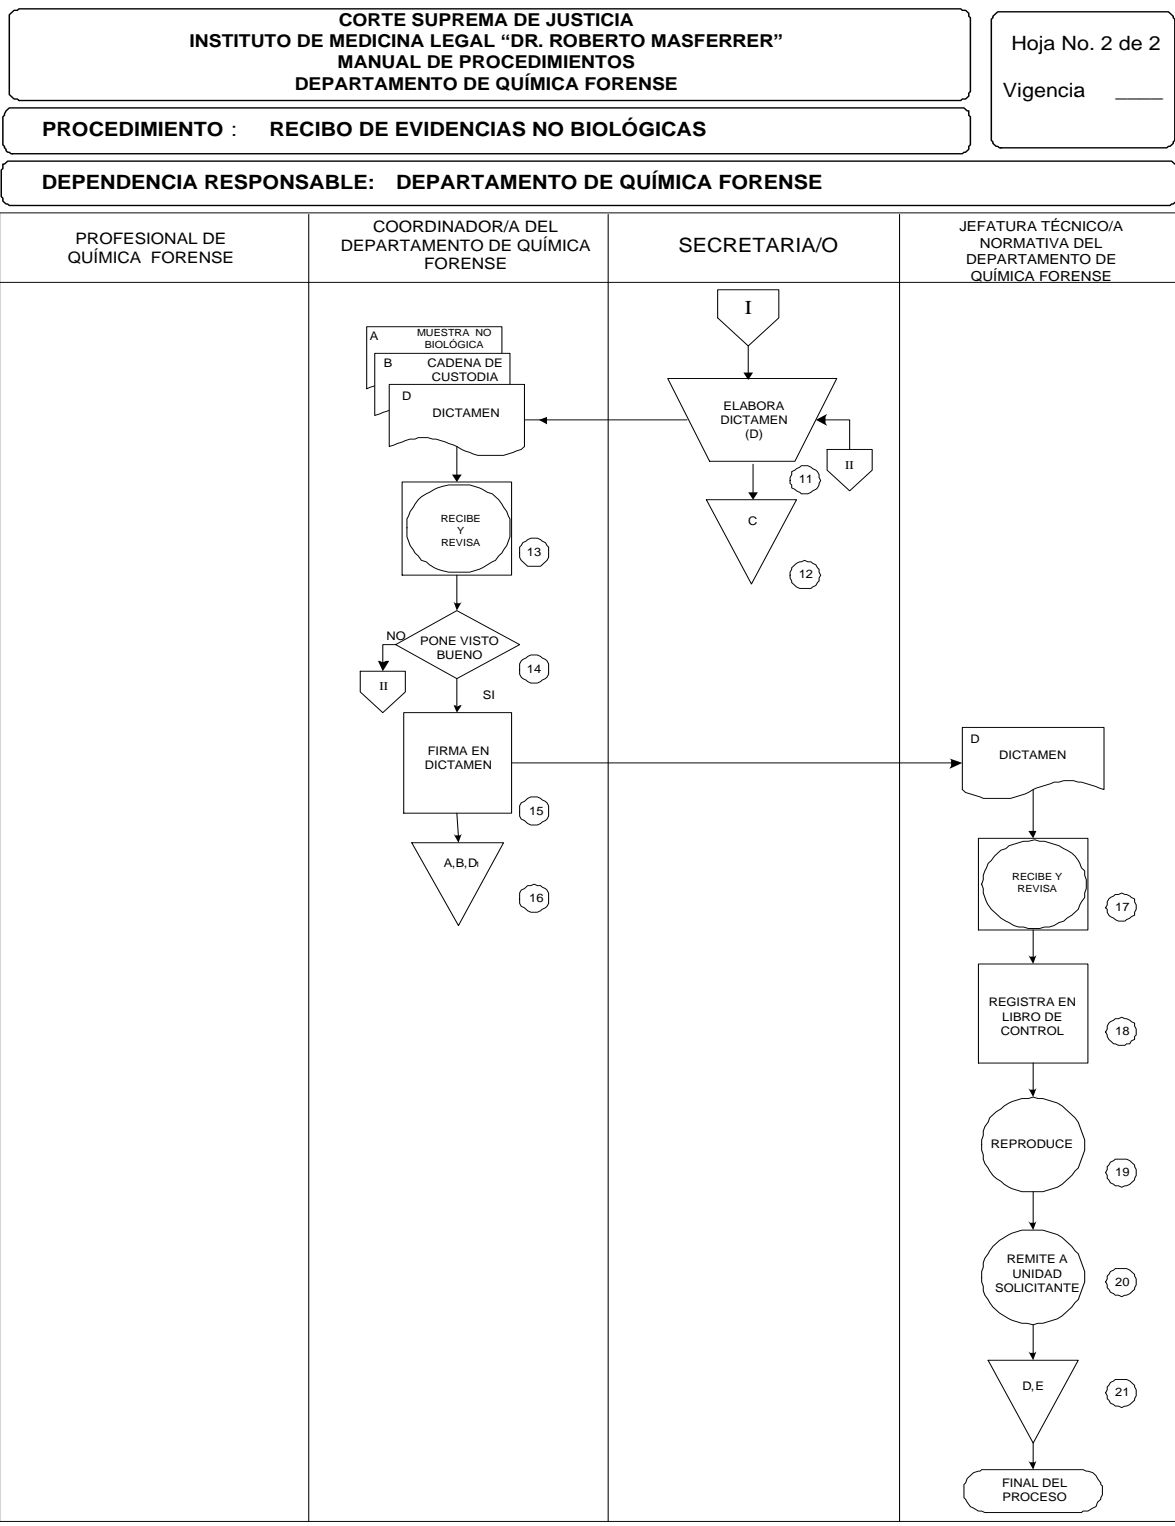 CORTE SUPREMA DE JUSTICIA
INSTITUTO DE MEDICINA LEGAL “DR. ROBERTO MASFERRER”
MANUAL DE PROCEDIMIENTOS
DEPARTAMENTO DE QUÍMICA FORENSE
Hoja No. 2 de 2
Vigencia ____
PROCEDIMIENTO : RECIBO DE EVIDENCIAS NO BIOLÓGICAS
DEPENDENCIA RESPONSABLE: DEPARTAMENTO DE QUÍMICA FORENSE
PROFESIONAL DE
QUÍMICA FORENSE
COORDINADOR/A DEL
DEPARTAMENTO DE QUÍMICA
FORENSE
SECRETARIA/O
JEFATURA TÉCNICO/A
NORMATIVA DEL
DEPARTAMENTO DE
QUÍMICA FORENSE
I
A MUESTRA NO
BIOLÓGICA
B CADENA DE
CUSTODIA
D
DICTAMEN
ELABORA
DICTAMEN
(D)
II
11
C
12
RECIBE
Y
REVISA
13
PONE VISTO
BUENO
NO
14
II
SI
FIRMA EN
DICTAMEN
15
A,B,D
16
D
DICTAMEN
RECIBE Y
REVISA
17
REGISTRA EN
LIBRO DE
CONTROL
18
REPRODUCE
19
REMITE A
UNIDAD
SOLICITANTE
20
D,E
21
FINAL DEL
PROCESO